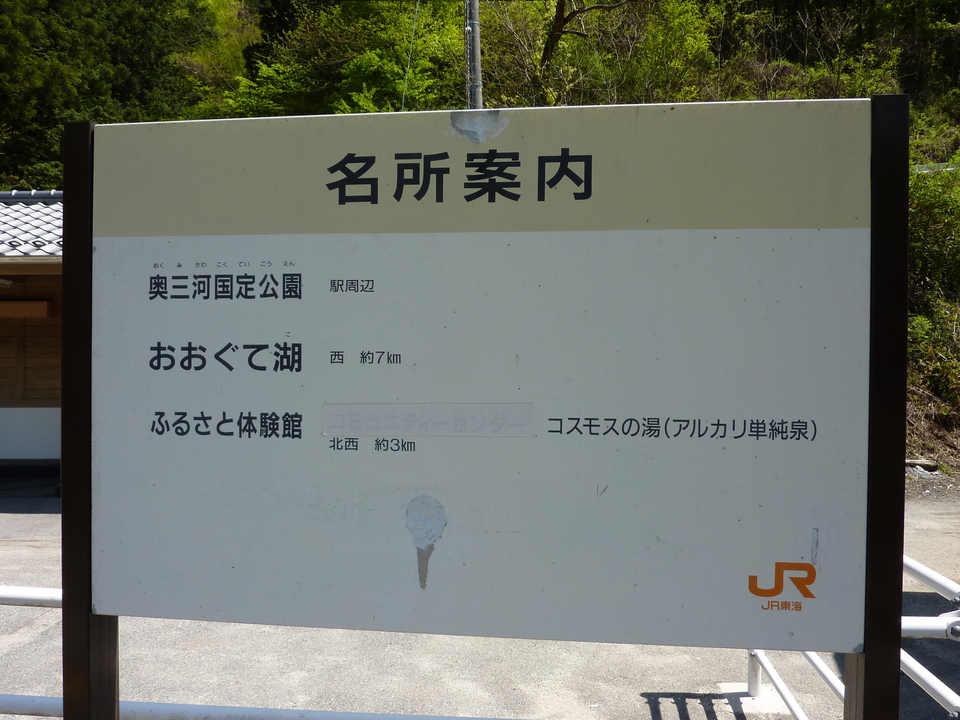 名所案内
おくみかわこくていこうえん
奥三河国定公園 駅周辺
こ
おおぐて湖 西 約7km
ふるさと体験館 コミュニティーセンター コスモスの湯(アルカリ単純泉)
北西 約3km
JR
JR東海